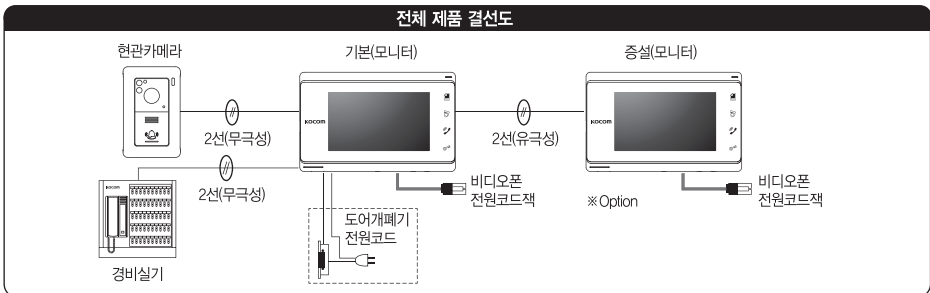 전체 제품 결선도
현관카메라
기본(모니터)
증설(모니터)
KOCOM
KOCOM
2선(무극성)
2선(유극성)
2선(무극성)
비디오폰
전원코드잭
※Option
비디오폰
전원코드잭
KOCOM
도어개폐기
전원코드
경비실기